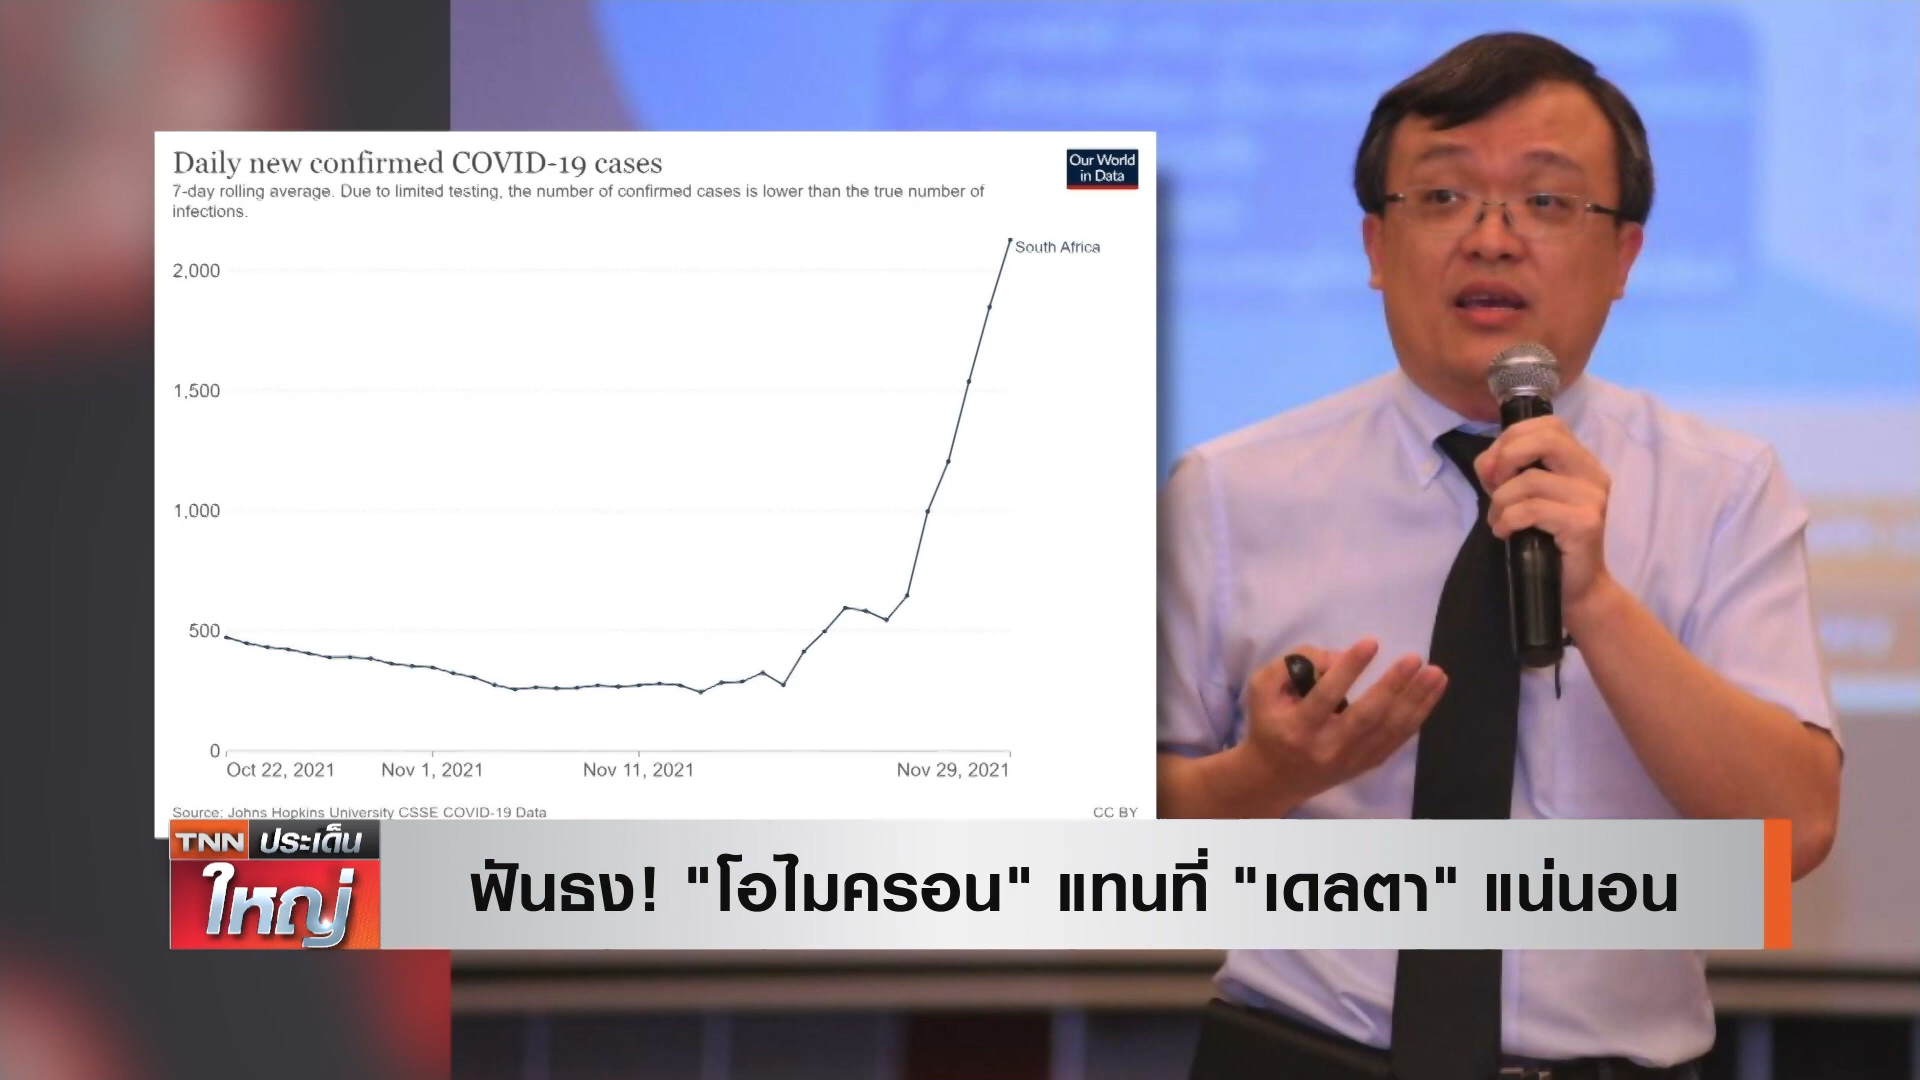 Daily new confirmed COVID-19 cases
7-day rolling average. Due to limited testing, the number of confirmed cases is lower than the true number of
infections.
Our World
in Data
South Africa
2,000
1,500
1,000
500
0
Oct 22, 2021
Nov 1, 2021
Nov 11, 2021
Nov 29, 2021
Source: Johns Hopkins University CSSE COVID-19 Data
CC BY
TNN ประเด็น
ใหญ่
ฟันธง! "โอไมครอน" แทนที่ "เดลตา" แน่นอน